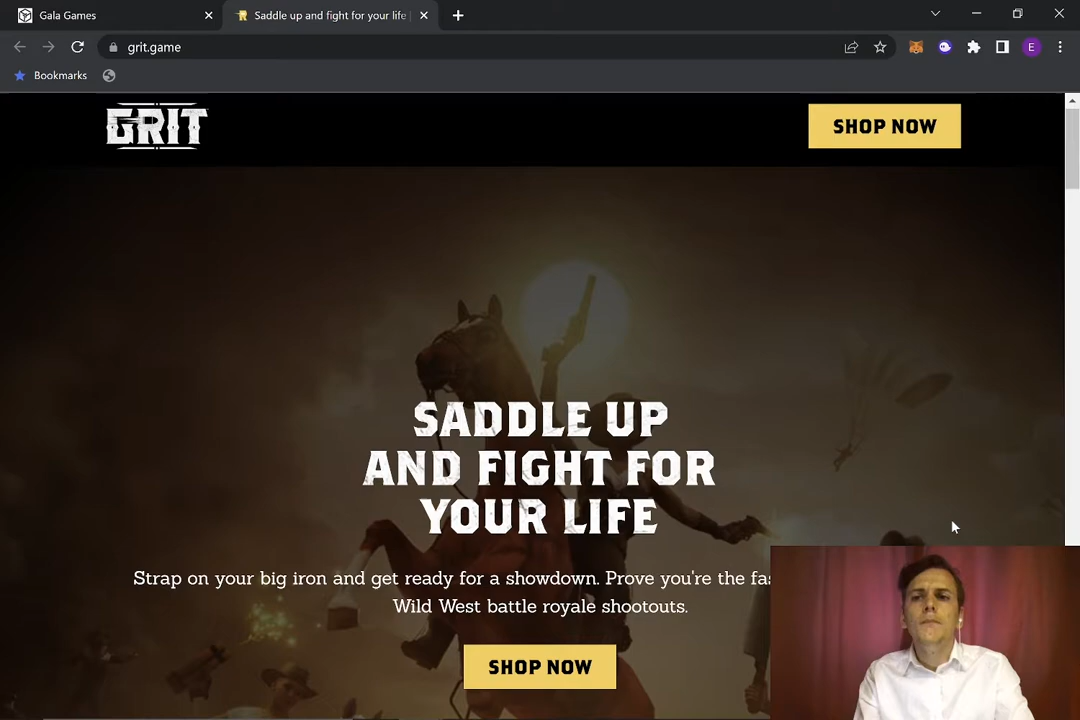 Gala Games
Saddle up and fight for your life |
grit.game
E
Bookmarks
GRIT
SHOP NOW
SADDLE UP
AND FIGHT FOR
YOUR LIFE
Strap on your big iron and get ready for a showdown. Prove you're the
Wild West battle royale shootouts.
SHOP NOW